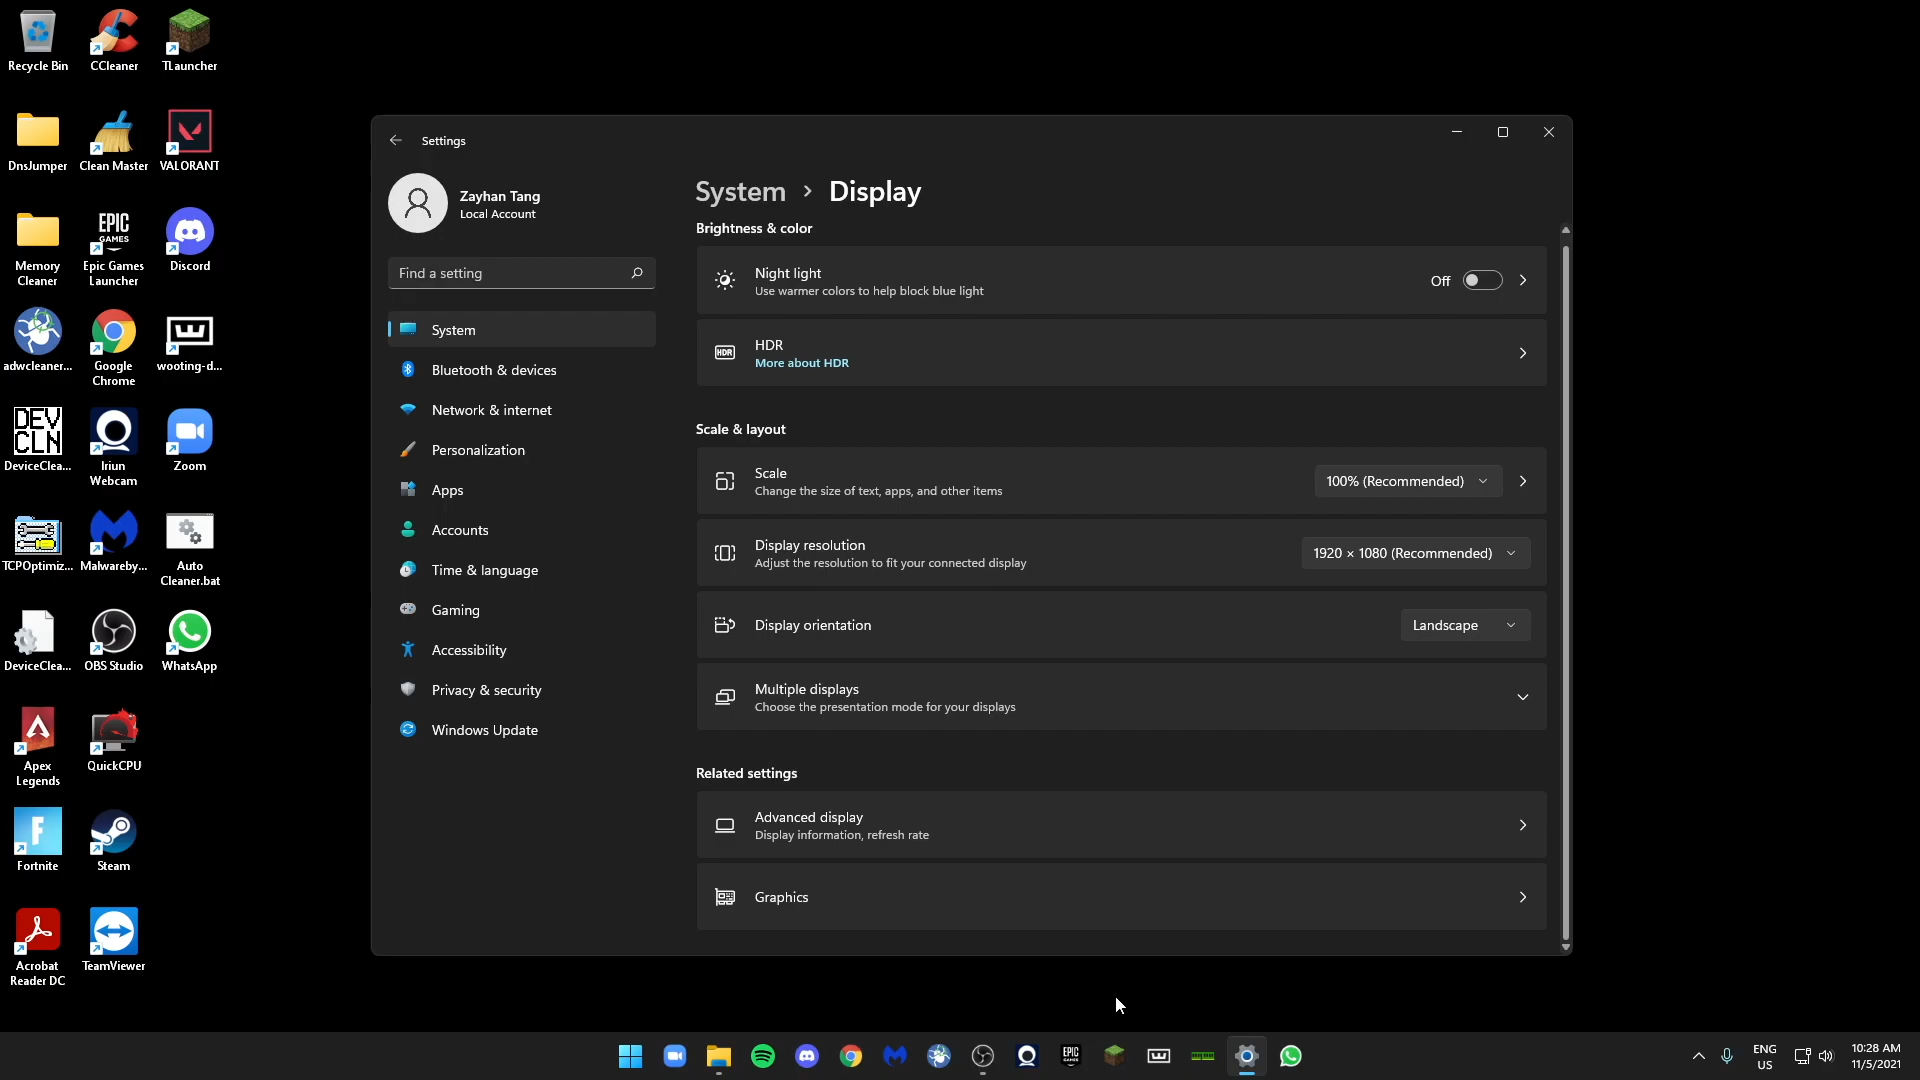 Recycle Bin
CCleaner
TLauncher
DnsJumper
Clean Master
VALORANT
Memory
Cleaner
EPIC
GAMES
Epic Games
Launcher
Discord
adwcleaner...
Google
Chrome
wooting-d...
DEV
CLN
DeviceClea...
Iriun
Webcam
Zoom
TCPOptimiz...
Malwareby...
Auto
Cleaner.bat
DeviceClea...
OBS Studio
WhatsApp
Apex
Legends
QuickCPU
Fortnite
Steam
Acrobat
Reader DC
TeamViewer
Settings
Zayhan Tang
Local Account
Find a setting
System
Bluetooth & devices
Network & internet
Personalization
Apps
Accounts
Time & language
Gaming
Accessibility
Privacy & security
Windows Update
System > Display
Brightness & color
Night light
Use warmer colors to help block blue light
Off
HDR
HDR
More about HDR
Scale & layout
Scale
Change the size of text, apps, and other items
100% (Recommended)
Display resolution
Adjust the resolution to fit your connected display
1920 × 1080 (Recommended)
Display orientation
Landscape
Multiple displays
Choose the presentation mode for your displays
Related settings
Advanced display
Display information, refresh rate
Graphics
EPIC
ENG
US
10:28 AM
11/5/2021